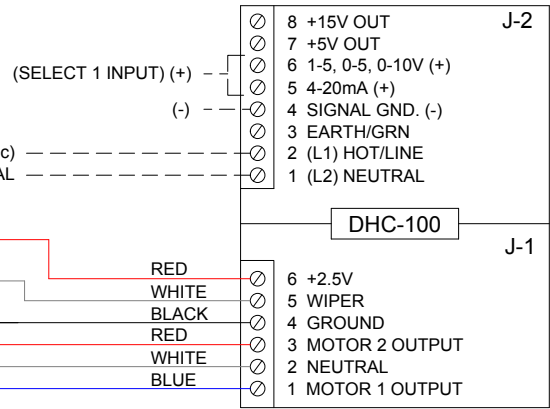 J-2
8 +15V OUT
7 +5V OUT
(SELECT 1 INPUT) (+) 6 1-5, 0-5, 0-10V (+)
5 4-20mA (+)
(-) 4 SIGNAL GND. (-)
3 EARTH/GRN
c) 2 (L1) HOT/LINE
AL 1 (L2) NEUTRAL
DHC-100
J-1
RED 6 +2.5V
WHITE 5 WIPER
BLACK 4 GROUND
RED 3 MOTOR 2 OUTPUT
WHITE 2 NEUTRAL
BLUE 1 MOTOR 1 OUTPUT